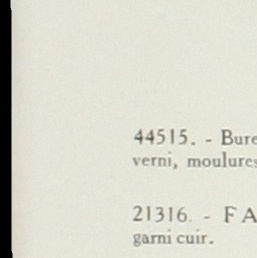 44515. - Bure
verni, moulures
21316. - FA
garni cuir.